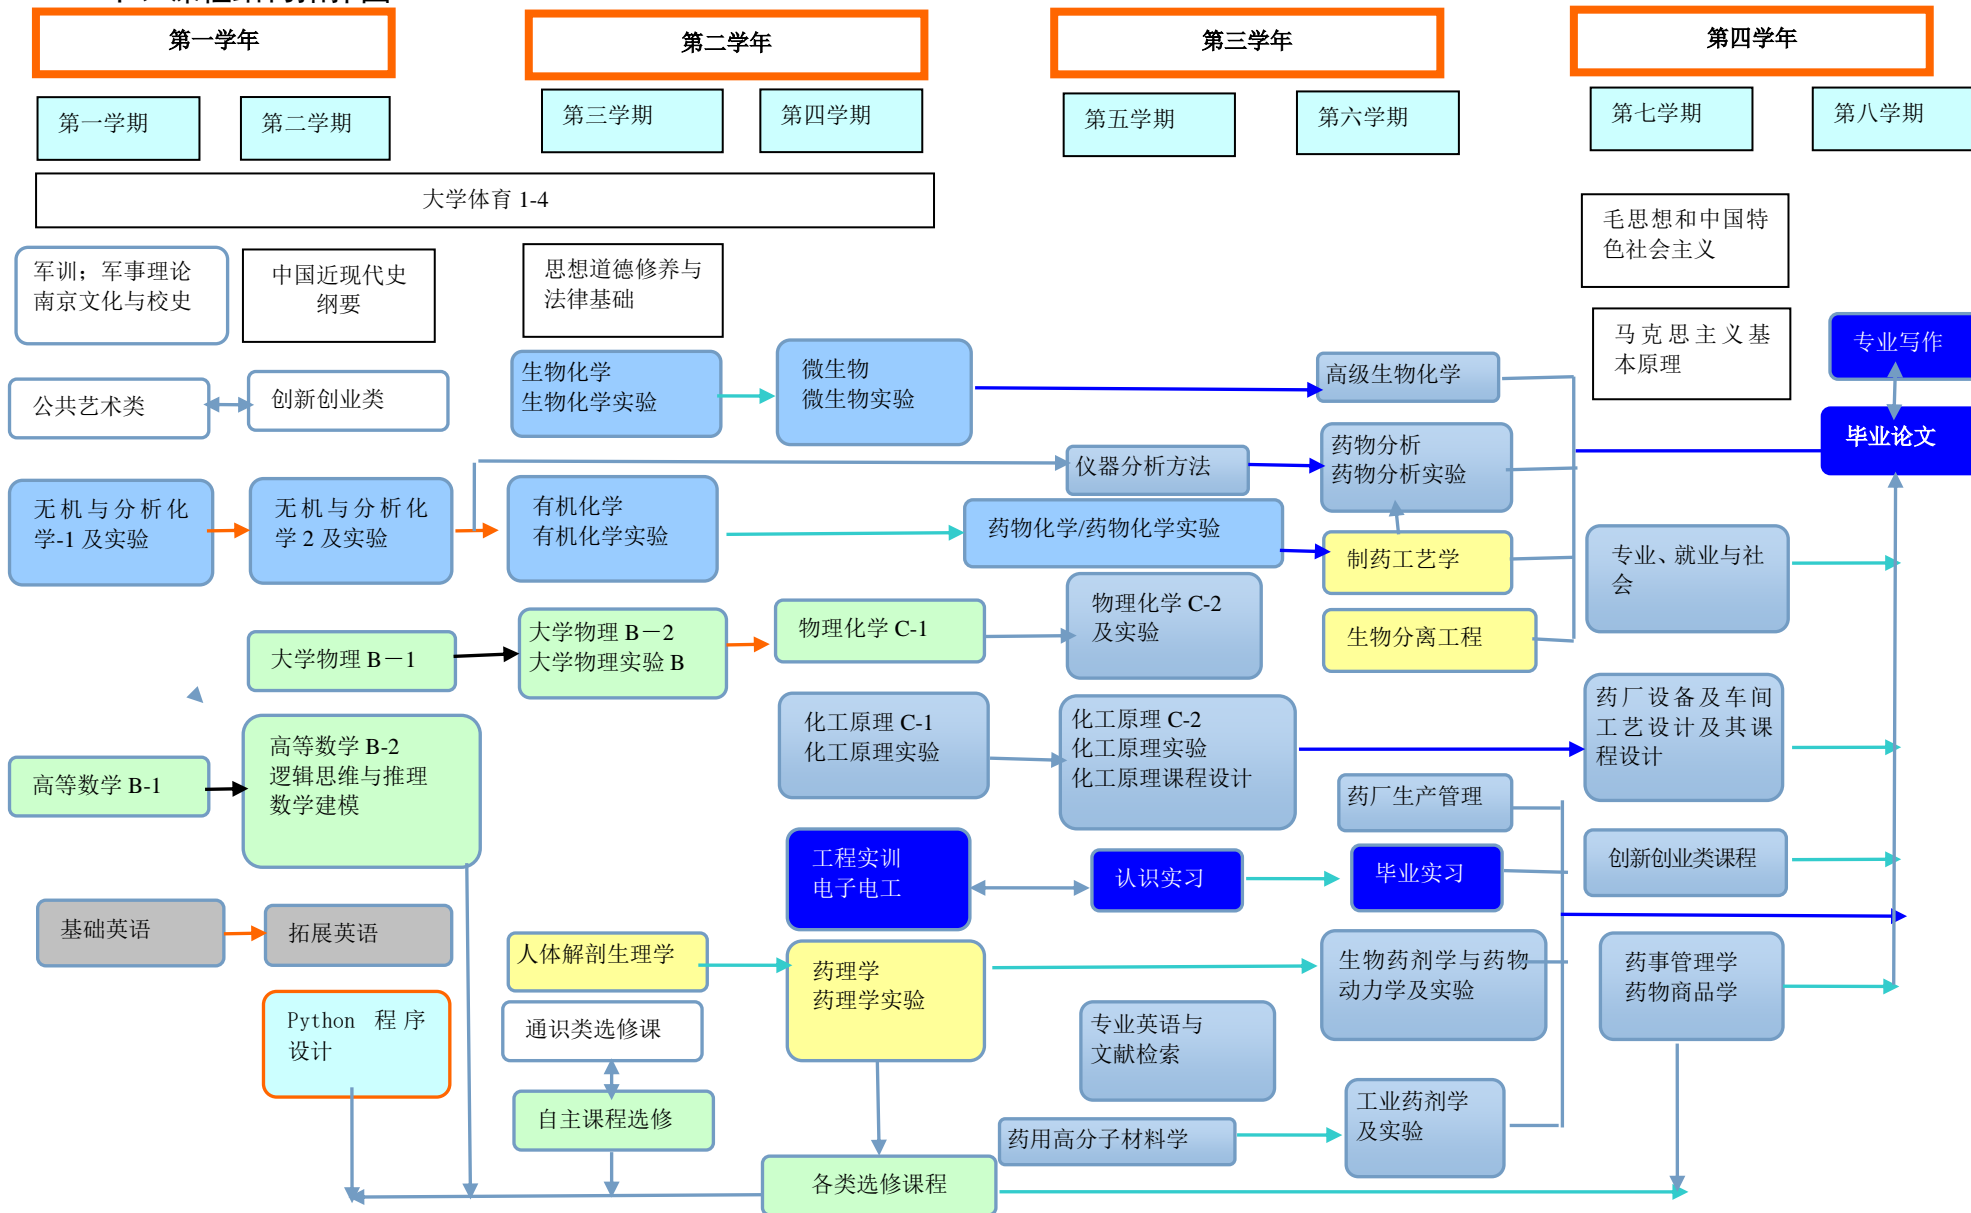 第一学年
第二学年
第三学年
第四学年
第一学期
第二学期
第三学期
第四学期
第五学期
第六学期
第七学期
第八学期
大学体育 1-4
军训；军事理论
南京文化与校史
中国近现代史
纲要
思想道德修养与
法律基础
毛思想和中国特
色社会主义
马克思主义基
本原理
专业写作
公共艺术类
创新创业类
生物化学
生物化学实验
微生物
微生物实验
高级生物化学
毕业论文
无机与分析化
学-1 及实验
无机与分析化
学 2 及实验
有机化学
有机化学实验
仪器分析方法
药物分析
药物分析实验
药物化学/药物化学实验
制药工艺学
专业、就业与社
会
大学物理 B－1
大学物理 B－2
大学物理实验 B
物理化学 C-1
物理化学 C-2
及实验
生物分离工程
高等数学 B-1
高等数学 B-2
逻辑思维与推理
数学建模
化工原理 C-1
化工原理实验
化工原理 C-2
化工原理实验
化工原理课程设计
药厂设备及车间
工艺设计及其课
程设计
药厂生产管理
工程实训
电子电工
认识实习
毕业实习
创新创业类课程
基础英语
拓展英语
人体解剖生理学
药理学
药理学实验
生物药剂学与药物
动力学及实验
药事管理学
药物商品学
Python 程序
设计
通识类选修课
专业英语与
文献检索
自主课程选修
药用高分子材料学
工业药剂学
及实验
各类选修课程